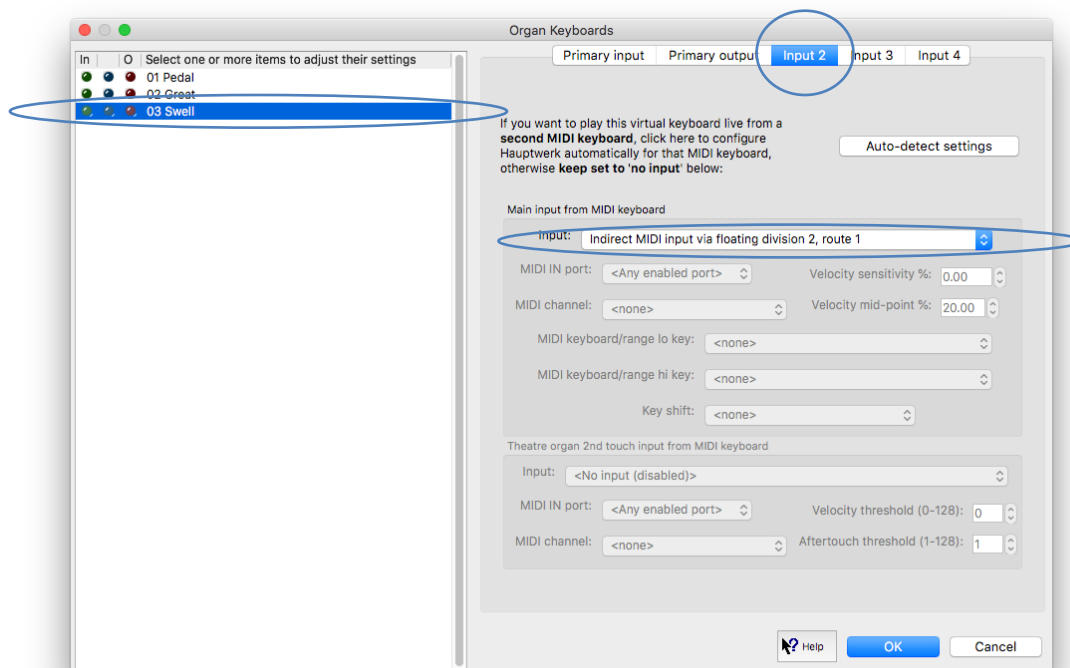 Organ Keyboards
In O Select one or more items to adjust their settings
01 Pedal
02 Great
03 Swell
Primary input Primary output Input 2 Input 3 Input 4
If you want to play this virtual keyboard live from a
second MIDI keyboard, click here to configure
Hauptwerk automatically for that MIDI keyboard,
otherwise keep set to 'no input' below:
Auto-detect settings
Main input from MIDI keyboard
Input: Indirect MIDI input via floating division 2, route 1
MIDI IN port: <Any enabled port> Velocity sensitivity %: 0.00
MIDI channel: <none> Velocity mid-point %: 20.00
MIDI keyboard/range lo key: <none>
MIDI keyboard/range hi key: <none>
Key shift: <none>
Theatre organ 2nd touch input from MIDI keyboard
Input: <No input (disabled)>
MIDI IN port: <Any enabled port> Velocity threshold (0-128): 0
MIDI channel: <none> Aftertouch threshold (1-128): 1
? Help OK Cancel